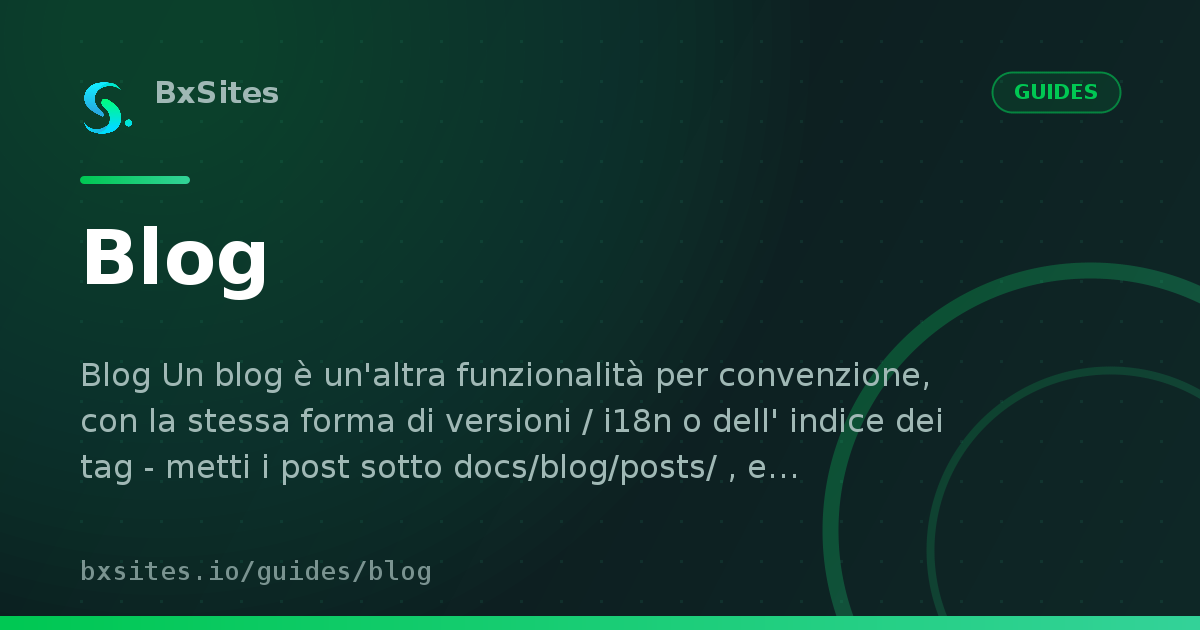 BxSites
GUIDES
Blog
Blog Un blog è un'altra funzionalità per convenzione,
con la stessa forma di versioni / i18n o dell' indice dei
tag - metti i post sotto docs/blog/posts/ , e...
bxsites.io/guides/blog